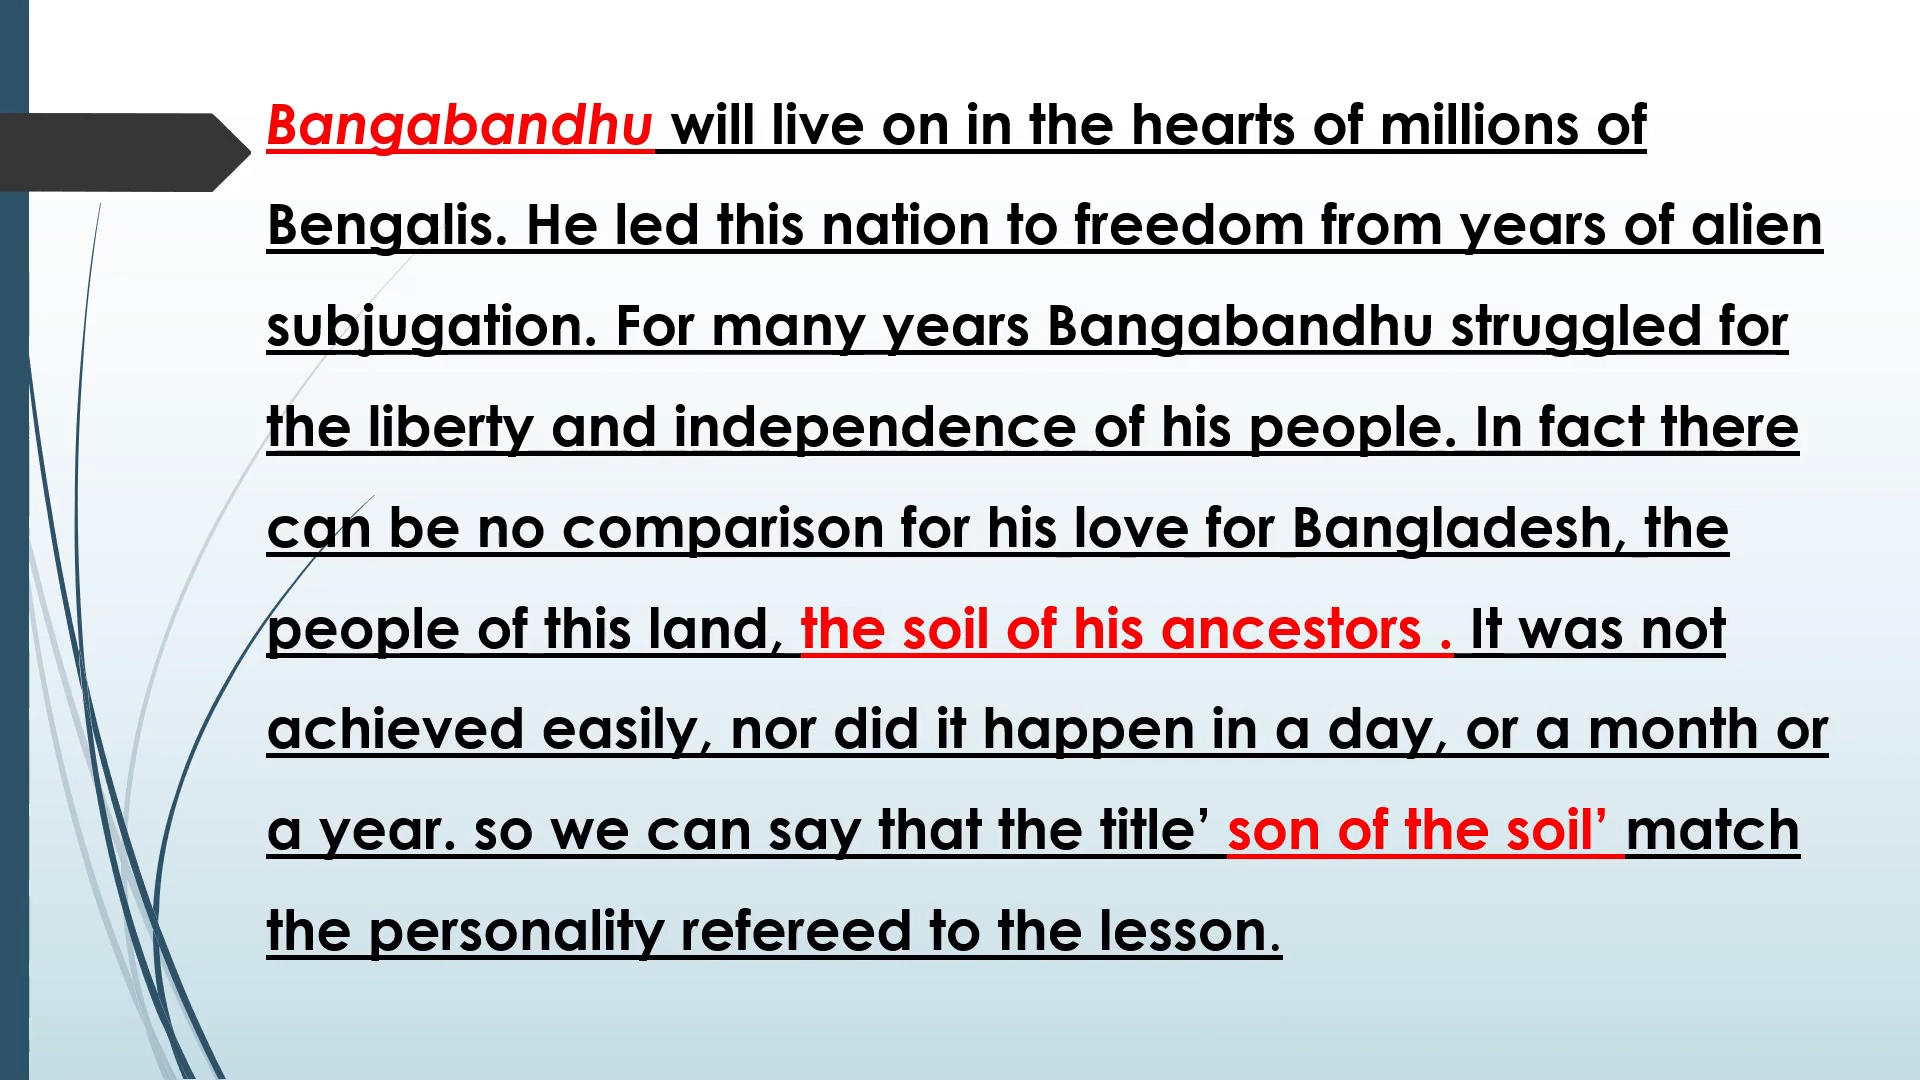 Bangabandhu will live on in the hearts of millions of
Bengalis. He led this nation to freedom from years of alien
subjugation. For many years Bangabandhu struggled for
the liberty and independence of his people. In fact there
can be no comparison for his love for Bangladesh, the
people of this land, the soil of his ancestors . It was not
achieved easily, nor did it happen in a day, or a month or
a year. so we can say that the title’ son of the soil’ match
the personality refereed to the lesson.